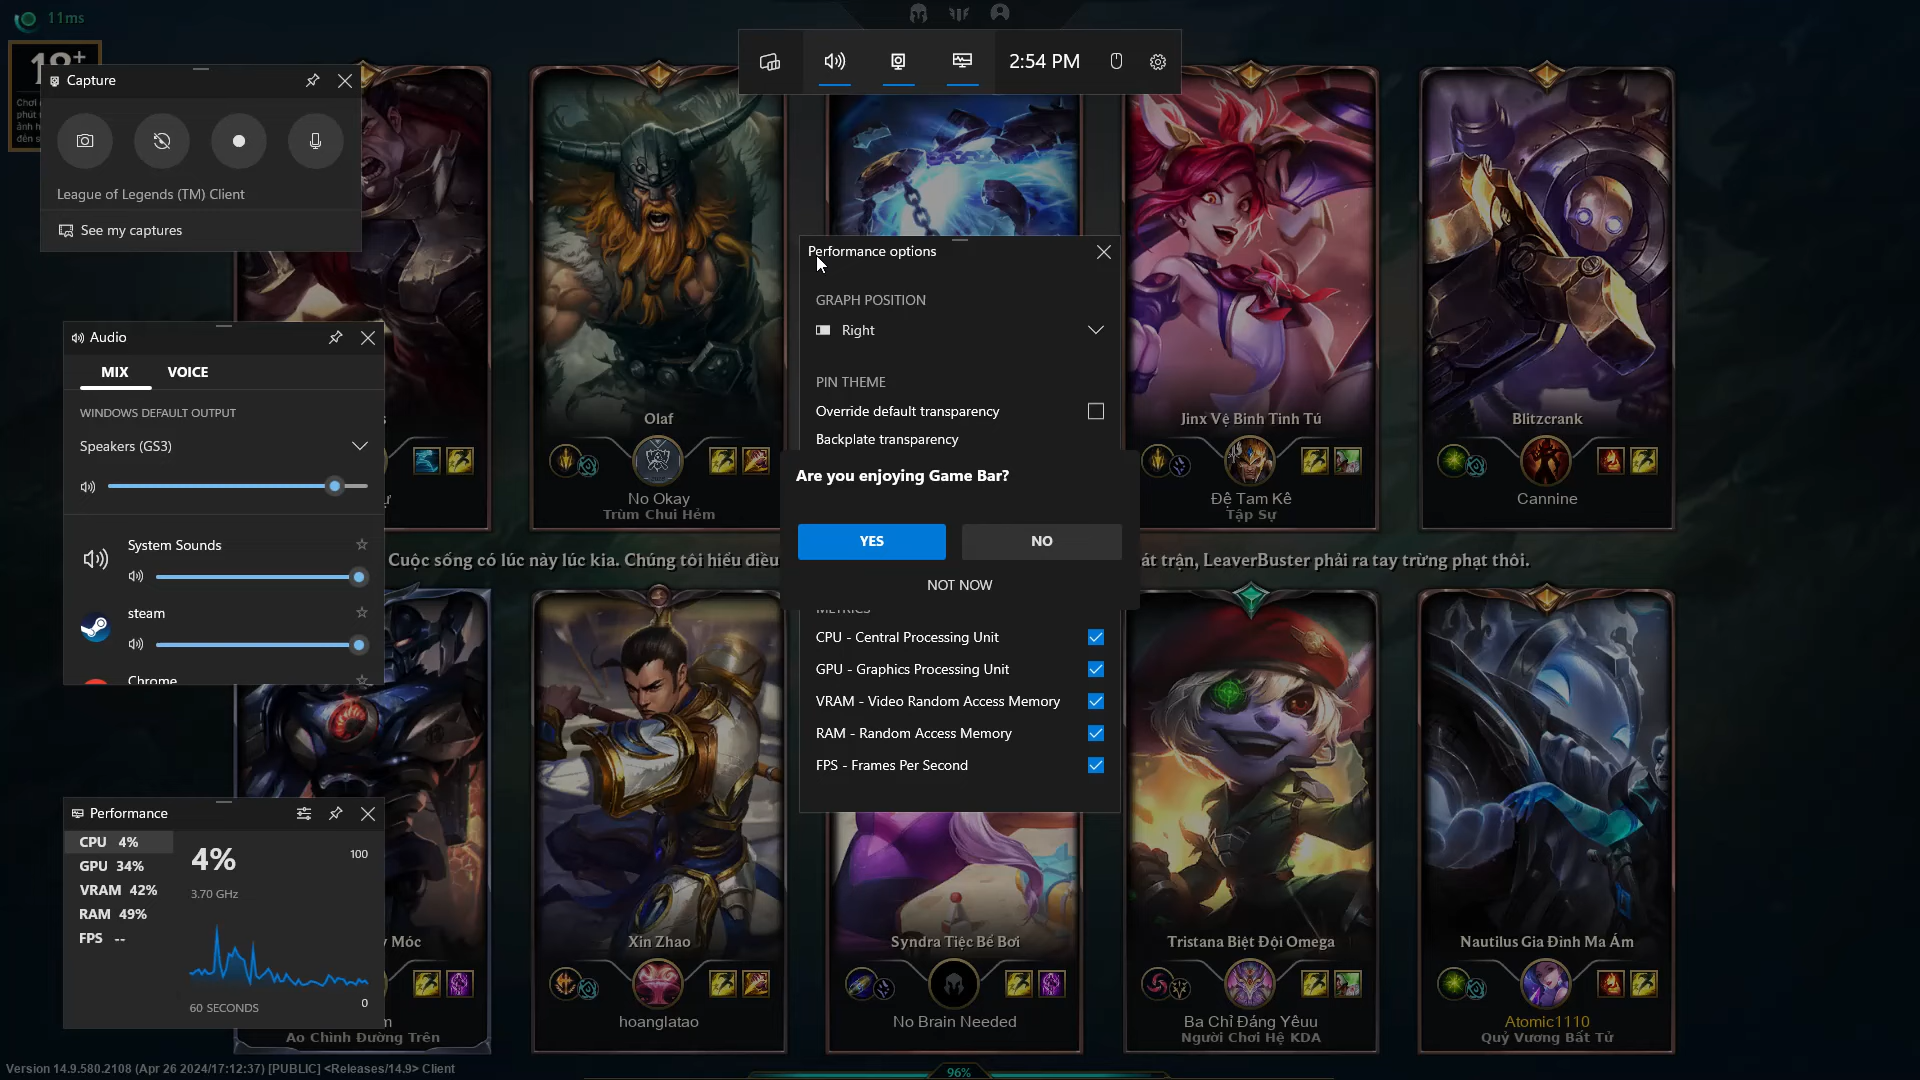 11ms
18+
2:54 PM
Capture
League of Legends (TM) Client
See my captures
Performance options
GRAPH POSITION
Right
PIN THEME
Override default transparency
Backplate transparency
Are you enjoying Game Bar?
YES
NO
NOT NOW
METRICS
CPU - Central Processing Unit
GPU - Graphics Processing Unit
VRAM - Video Random Access Memory
RAM - Random Access Memory
FPS - Frames Per Second
Audio
MIX VOICE
WINDOWS DEFAULT OUTPUT
Speakers (GS3)
System Sounds
steam
Chrome
Performance
CPU 4%
GPU 34%
VRAM 42%
RAM 49%
FPS --
4%
3.70 GHz
100
60 SECONDS
0
Olaf
No Okay
Trùm Chui Hẻm
Jinx Vệ Binh Tinh Tú
Đệ Tam Kê
Tập Sự
Blitzcrank
Cannine
Cuộc sống có lúc này lúc kia. Chúng tôi hiểu điều
át trận, LeaverBuster phải ra tay trừng phạt thôi.
Móc
Áo Chinh Đường Trên
Xin Zhao
hoanglatao
Syndra Tiệc Bể Bơi
No Brain Needed
Tristana Biệt Đội Omega
Ba Chỉ Đáng Yêuu
Người Chơi Hệ KDA
Nautilus Gia Đinh Ma Ám
Atomic1110
Quỷ Vương Bất Tử
Version 14.9.580.2108 (Apr 26 2024/17:12:37) [PUBLIC] <Releases/14.9> Client
96%